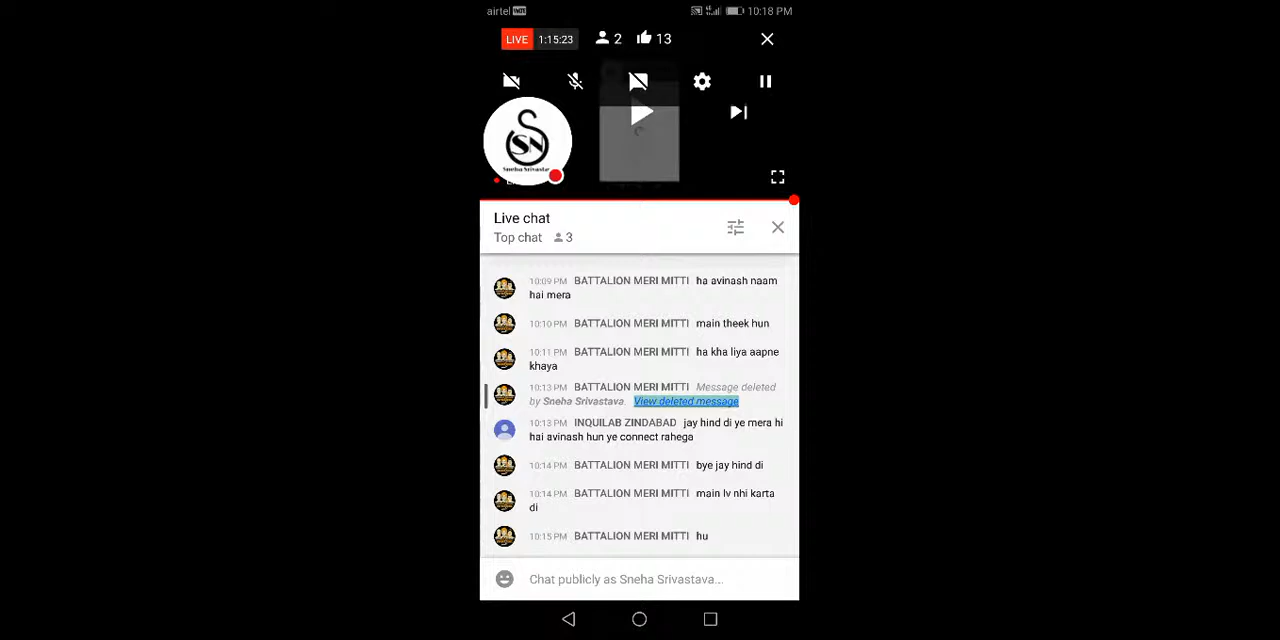 airtel
10:18 PM
LIVE 1:15:23 2 13
SN
Sneha Srivastav
Live chat
Top chat 3
10:09 PM BATTALION MERI MITTI ha avinash naam
hai mera
10:10 PM BATTALION MERI MITTI main theek hun
10:11 PM BATTALION MERI MITTI ha kha liya aapne
khaya
10:13 PM BATTALION MERI MITTI Message deleted
by Sneha Srivastava. View deleted message
10:13 PM INQUILAB ZINDABAD jay hind di ye mera hi
hai avinash hun ye connect rahega
10:14 PM BATTALION MERI MITTI bye jay hind di
10:14 PM BATTALION MERI MITTI main lv nhi karta
di
10:15 PM BATTALION MERI MITTI hu
Chat publicly as Sneha Srivastava...